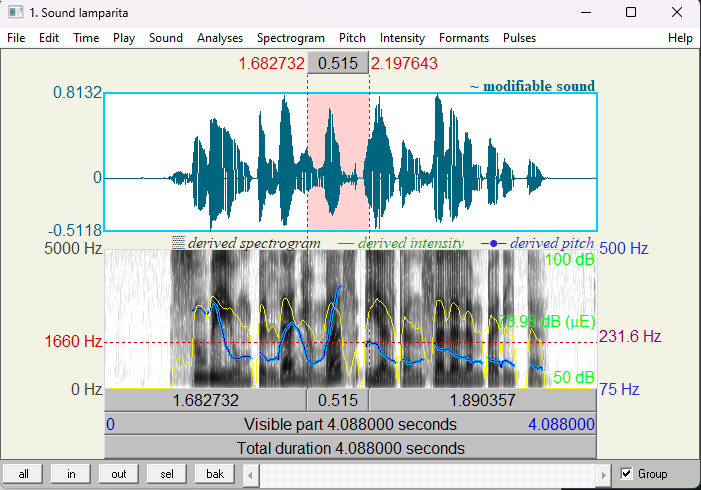 1. Sound lamparita
File Edit Time Play Sound Analyses Spectrogram Pitch Intensity Formants Pulses Help
1.682732 0.515 2.197643
~ modifiable sound
0.8132
0
-0.5118
derived spectrogram derived intensity derived pitch
5000 Hz 100 dB 500 Hz
73.98 dB (µE)
1660 Hz 231.6 Hz
0 Hz 50 dB 75 Hz
1.682732 0.515 1.890357
0 Visible part 4.088000 seconds 4.088000
Total duration 4.088000 seconds
all in out sel bak Group